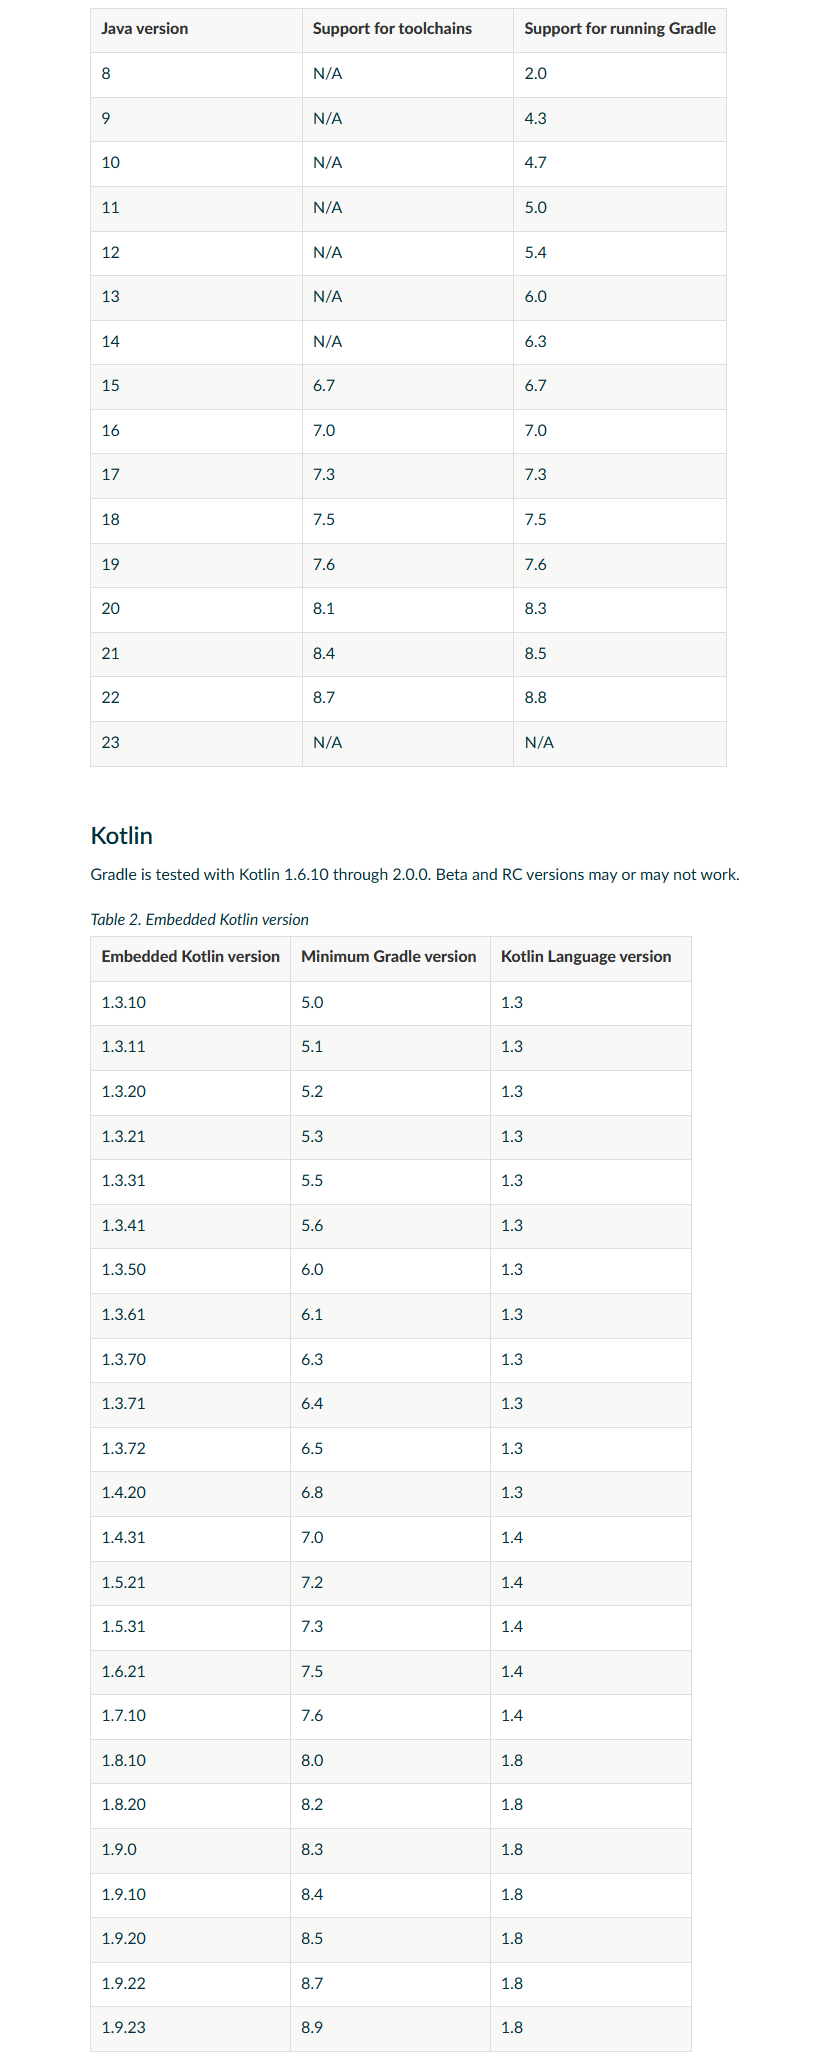 Java version Support for toolchains Support for running Gradle
8 N/A 2.0
9 N/A 4.3
10 N/A 4.7
11 N/A 5.0
12 N/A 5.4
13 N/A 6.0
14 N/A 6.3
15 6.7 6.7
16 7.0 7.0
17 7.3 7.3
18 7.5 7.5
19 7.6 7.6
20 8.1 8.3
21 8.4 8.5
22 8.7 8.8
23 N/A N/A
Kotlin
Gradle is tested with Kotlin 1.6.10 through 2.0.0. Beta and RC versions may or may not work.
Table 2. Embedded Kotlin version
Embedded Kotlin version Minimum Gradle version Kotlin Language version
1.3.10 5.0 1.3
1.3.11 5.1 1.3
1.3.20 5.2 1.3
1.3.21 5.3 1.3
1.3.31 5.5 1.3
1.3.41 5.6 1.3
1.3.50 6.0 1.3
1.3.61 6.1 1.3
1.3.70 6.3 1.3
1.3.71 6.4 1.3
1.3.72 6.5 1.3
1.4.20 6.8 1.3
1.4.31 7.0 1.4
1.5.21 7.2 1.4
1.5.31 7.3 1.4
1.6.21 7.5 1.4
1.7.10 7.6 1.4
1.8.10 8.0 1.8
1.8.20 8.2 1.8
1.9.0 8.3 1.8
1.9.10 8.4 1.8
1.9.20 8.5 1.8
1.9.22 8.7 1.8
1.9.23 8.9 1.8